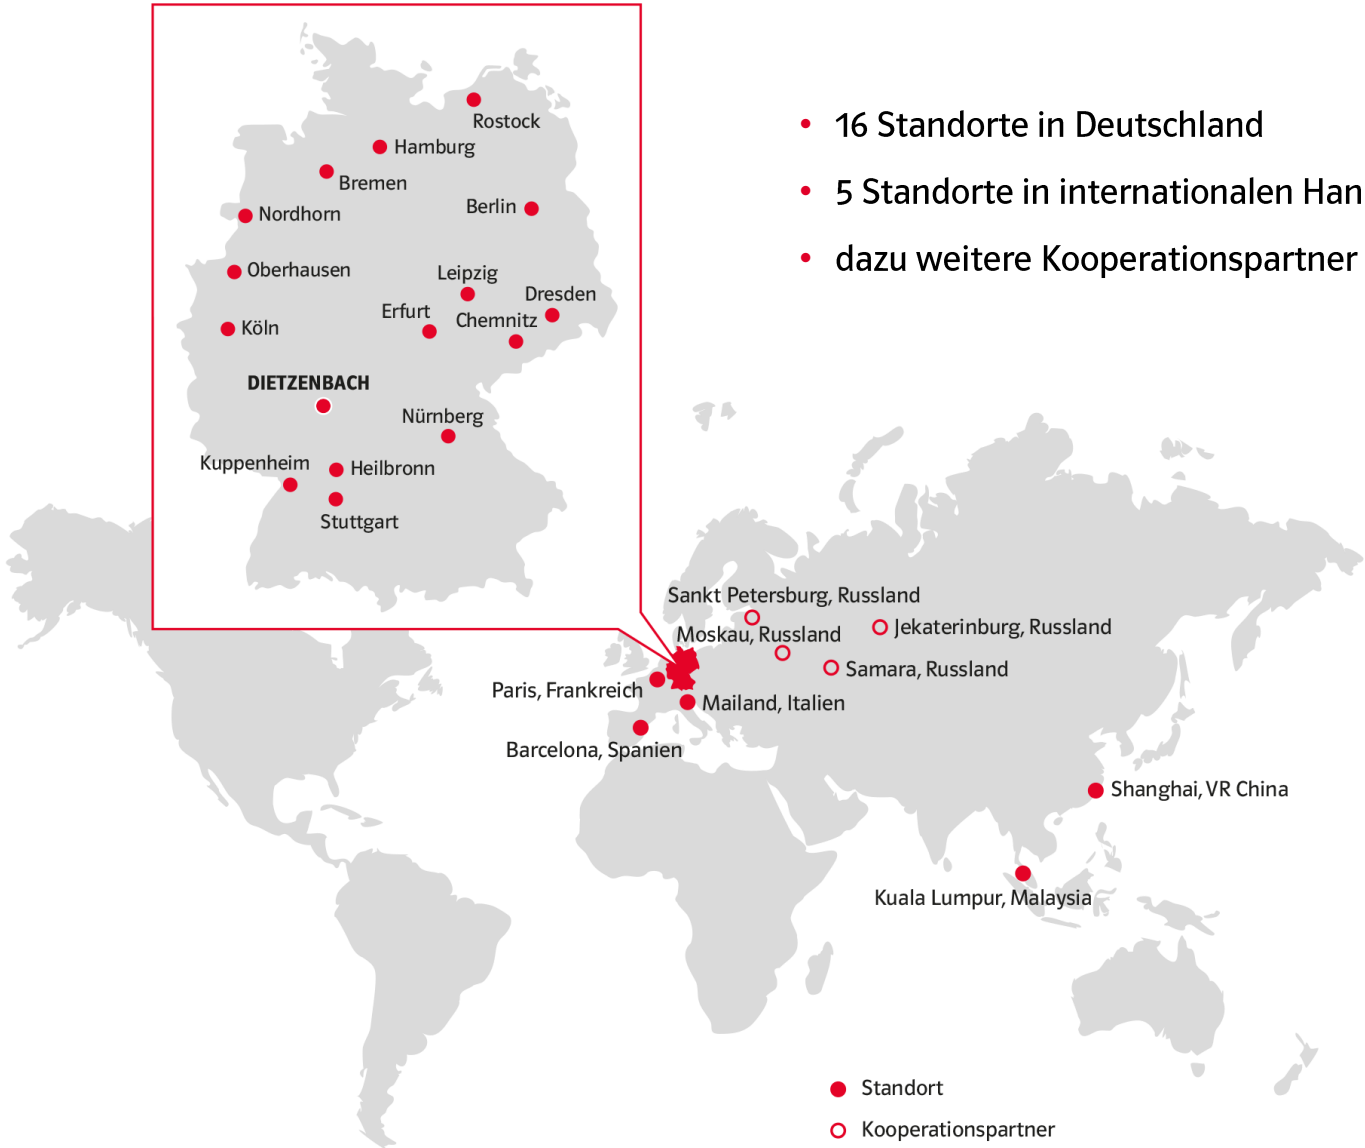 Rostock
Hamburg
Bremen
Nordhorn
Berlin
Oberhausen
Leipzig
Dresden
Erfurt
Chemnitz
Köln
DIETZENBACH
Nürnberg
Kuppenheim
Heilbronn
Stuttgart
• 16 Standorte in Deutschland
• 5 Standorte in internationalen Han
• dazu weitere Kooperationspartner
Sankt Petersburg, Russland
Moskau, Russland
Jekaterinburg, Russland
Samara, Russland
Paris, Frankreich
Mailand, Italien
Barcelona, Spanien
Shanghai, VR China
Kuala Lumpur, Malaysia
Standort
Kooperationspartner